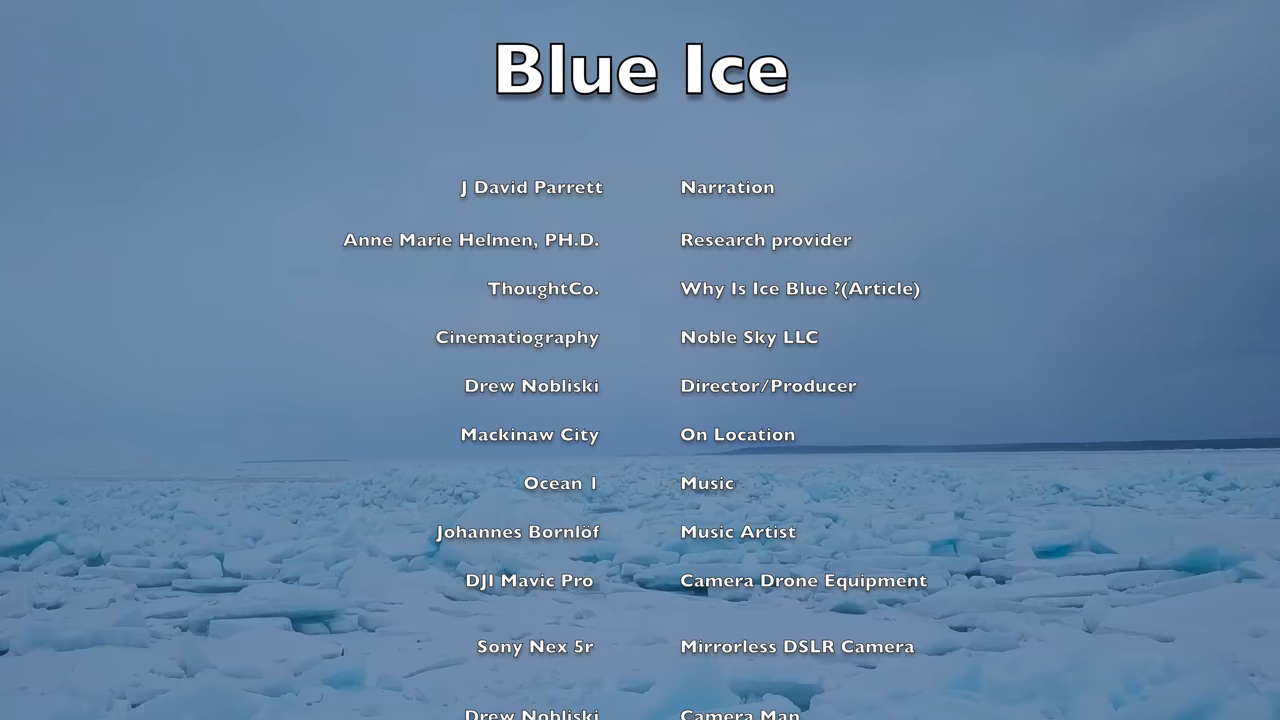 Blue Ice
J David Parrett Narration
Anne Marie Helmen, PH.D. Research provider
ThoughtCo. Why Is Ice Blue ?(Article)
Cinematiography Noble Sky LLC
Drew Nobliski Director/Producer
Mackinaw City On Location
Ocean 1 Music
Johannes Bornlöf Music Artist
DJI Mavic Pro Camera Drone Equipment
Sony Nex 5r Mirrorless DSLR Camera
Drew Nobliski Camera Man